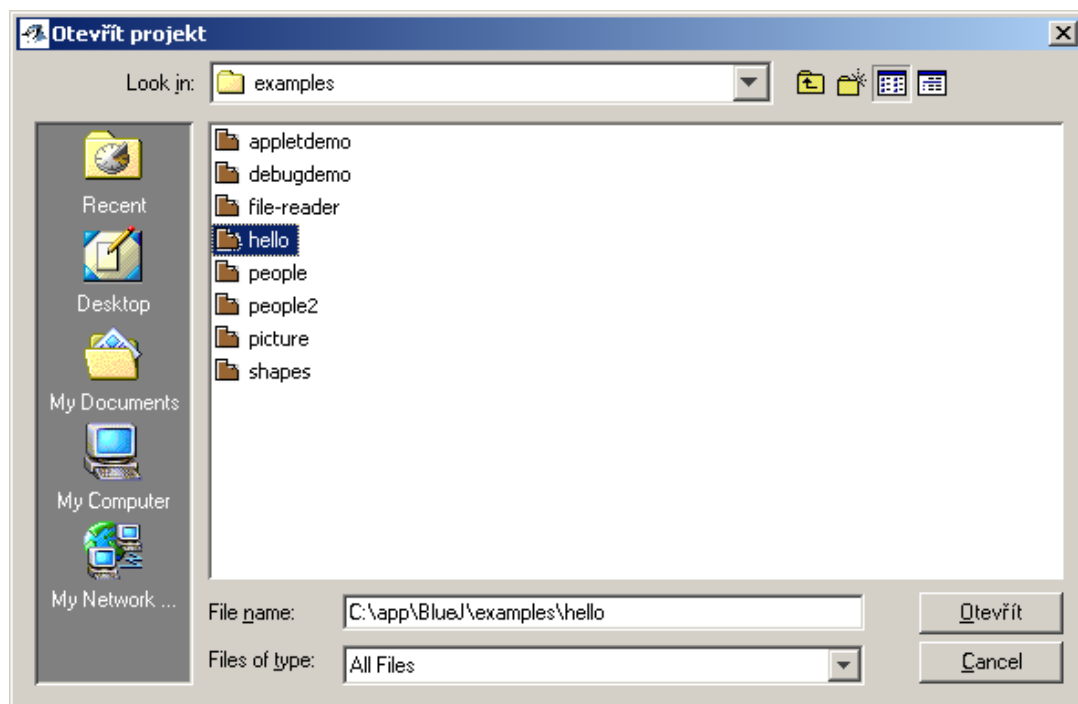 Otevřít projekt
Look in: examples
Recent
Desktop
My Documents
My Computer
My Network ...
appletdemo
debugdemo
file-reader
hello
people
people2
picture
shapes
File name: C:\app\BlueJ\examples\hello
Otevřít
Files of type: All Files
Cancel